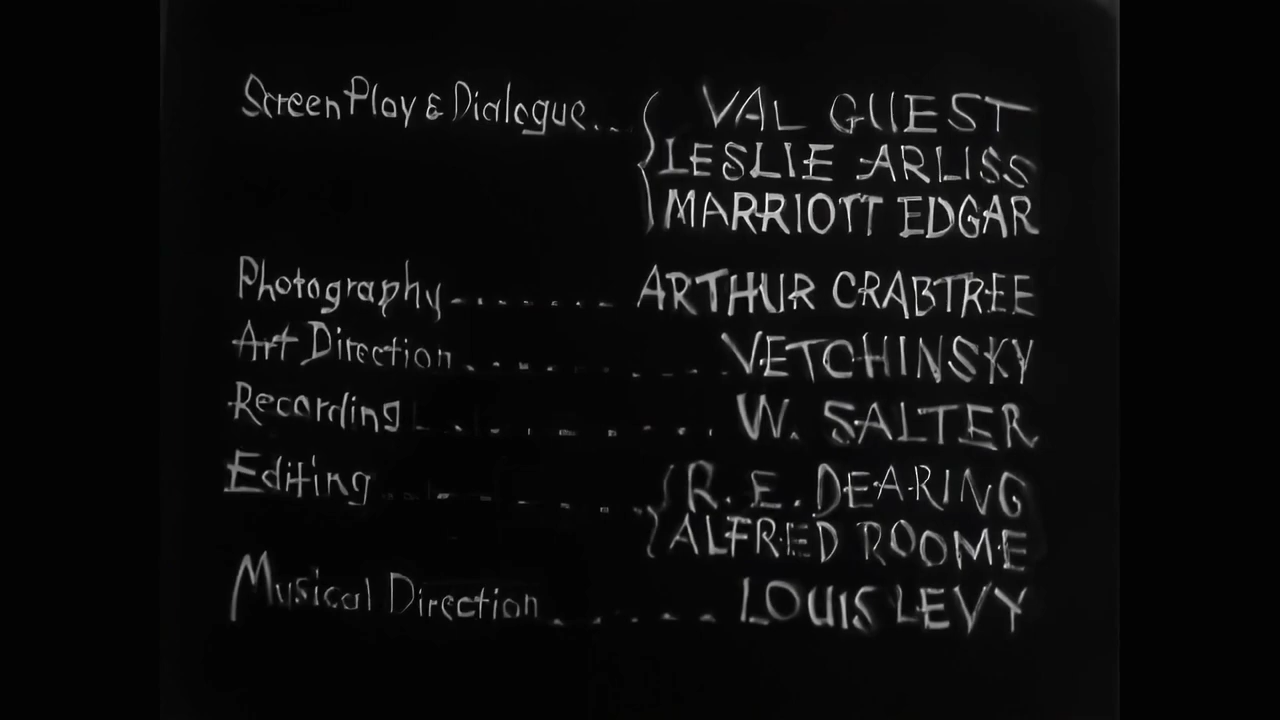 Screen Play & Dialogue... { VAL GUEST
LESLIE ARLISS
MARRIOTT EDGAR
Photography....... ARTHUR CRABTREE
Art Direction......... VETCHINSKY
Recording......... W. SALTER
Editing....... { R. E. DEARING
ALFRED ROOME
Musical Direction...... LOUIS LEVY